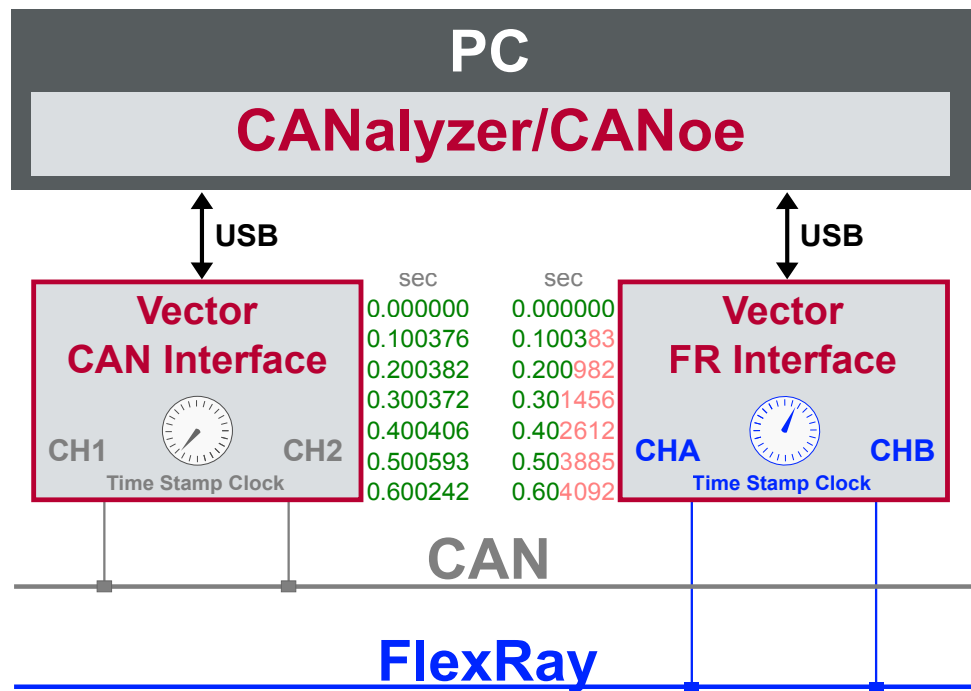 PC
CANalyzer/CANoe
USB
USB
Vector
CAN Interface
CH1
CH2
Time Stamp Clock
sec
0.000000
0.100376
0.200382
0.300372
0.400406
0.500593
0.600242
sec
0.000000
0.100383
0.200982
0.301456
0.402612
0.503885
0.604092
Vector
FR Interface
CHA
CHB
Time Stamp Clock
CAN
FlexRay